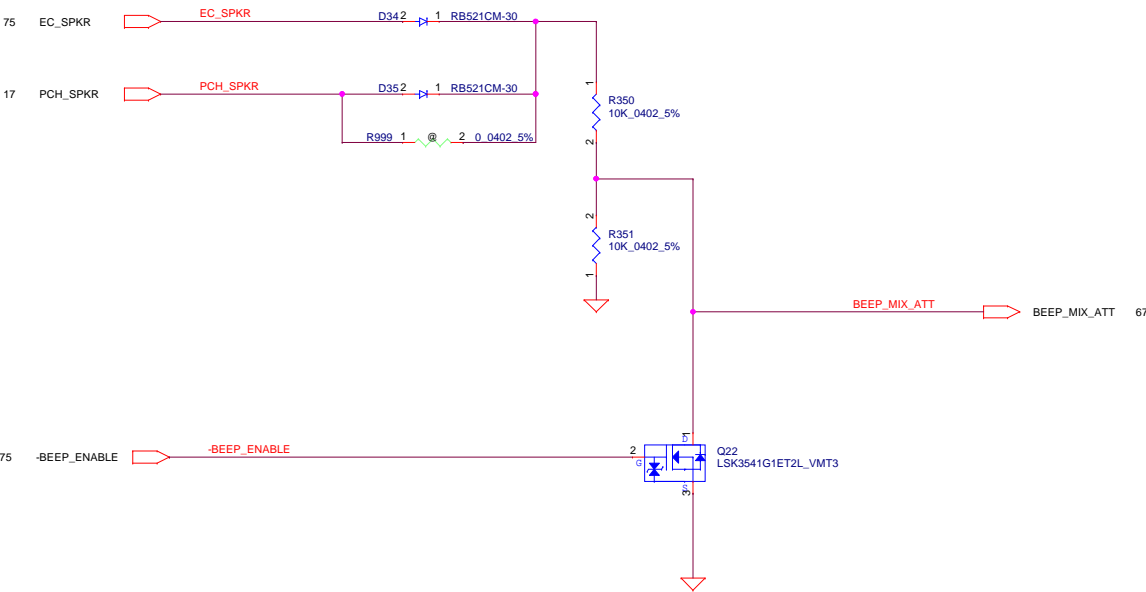 75 EC_SPKR EC_SPKR D34 2 1 RB521CM-30
17 PCH_SPKR PCH_SPKR D35 2 1 RB521CM-30
R999 1 @ 2 0_0402_5%
1
R350
10K_0402_5%
2
2
R351
10K_0402_5%
1
BEEP_MIX_ATT BEEP_MIX_ATT 67
75 -BEEP_ENABLE -BEEP_ENABLE 2 G
1
D
Q22
LSK3541G1ET2L_VMT3
S
3